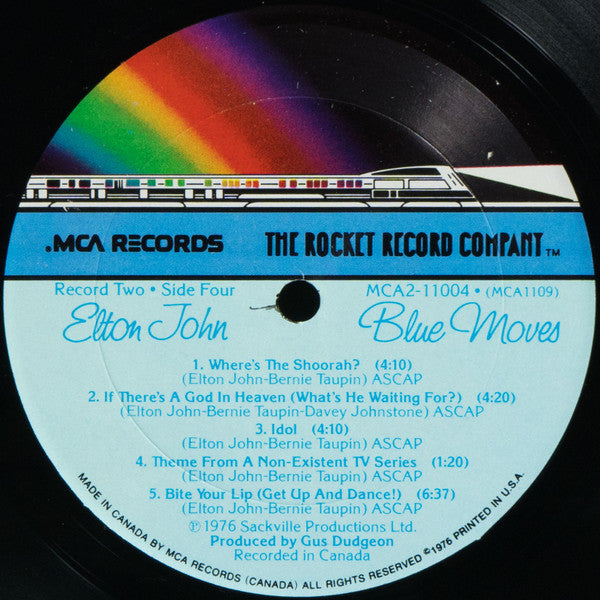 .MCA RECORDS THE ROCKET RECORD COMPANY™
Record Two • Side Four MCA2-11004 • (MCA1109)
Elton John Blue Moves
1. Where's The Shoorah? (4:10)
(Elton John-Bernie Taupin) ASCAP
2. If There's A God In Heaven (What's He Waiting For?) (4:20)
(Elton John-Bernie Taupin-Davey Johnstone) ASCAP
3. Idol (4:10)
(Elton John-Bernie Taupin) ASCAP
4. Theme From A Non-Existent TV Series (1:20)
(Elton John-Bernie Taupin) ASCAP
5. Bite Your Lip (Get Up And Dance!) (6:37)
(Elton John-Bernie Taupin) ASCAP
℗1976 Sackville Productions Ltd.
Produced by Gus Dudgeon
Recorded in Canada
MADE IN CANADA BY MCA RECORDS (CANADA) ALL RIGHTS RESERVED ©1976 PRINTED IN U.S.A.